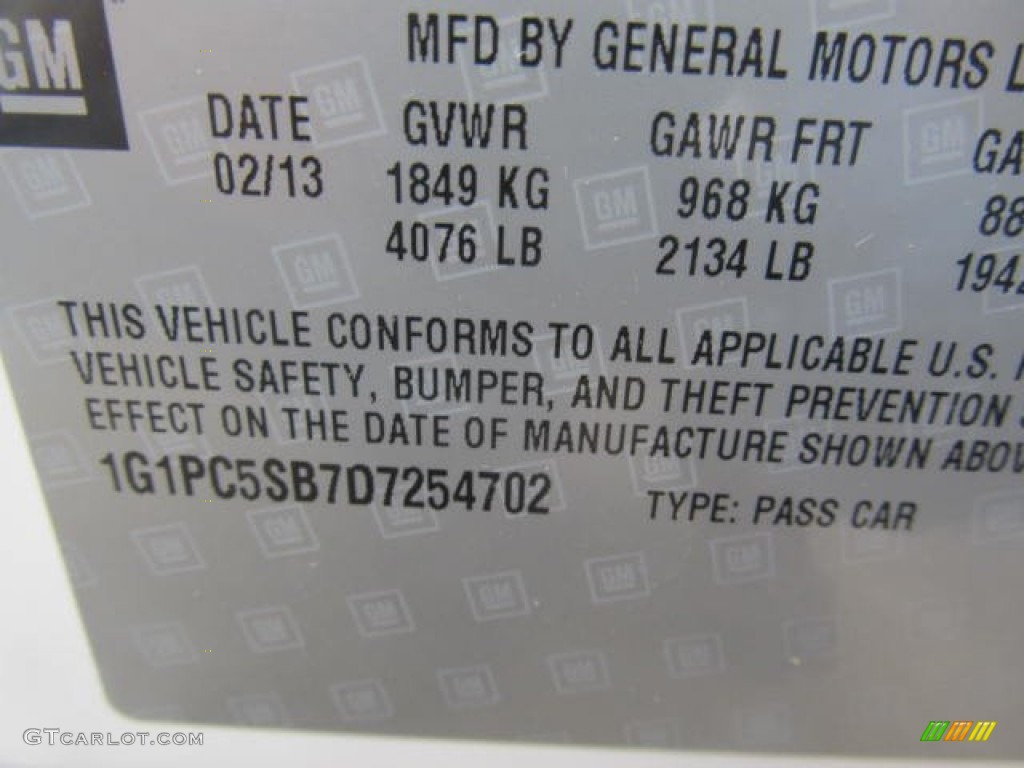 GM
MFD BY GENERAL MOTORS
DATE GVWR GAWR FRT
02/13 1849 KG 968 KG
4076 LB 2134 LB
THIS VEHICLE CONFORMS TO ALL APPLICABLE U.S.
VEHICLE SAFETY, BUMPER, AND THEFT PREVENTION
EFFECT ON THE DATE OF MANUFACTURE SHOWN
1G1PC5SB7D7254702 TYPE: PASS CAR
GTCARLOT.COM